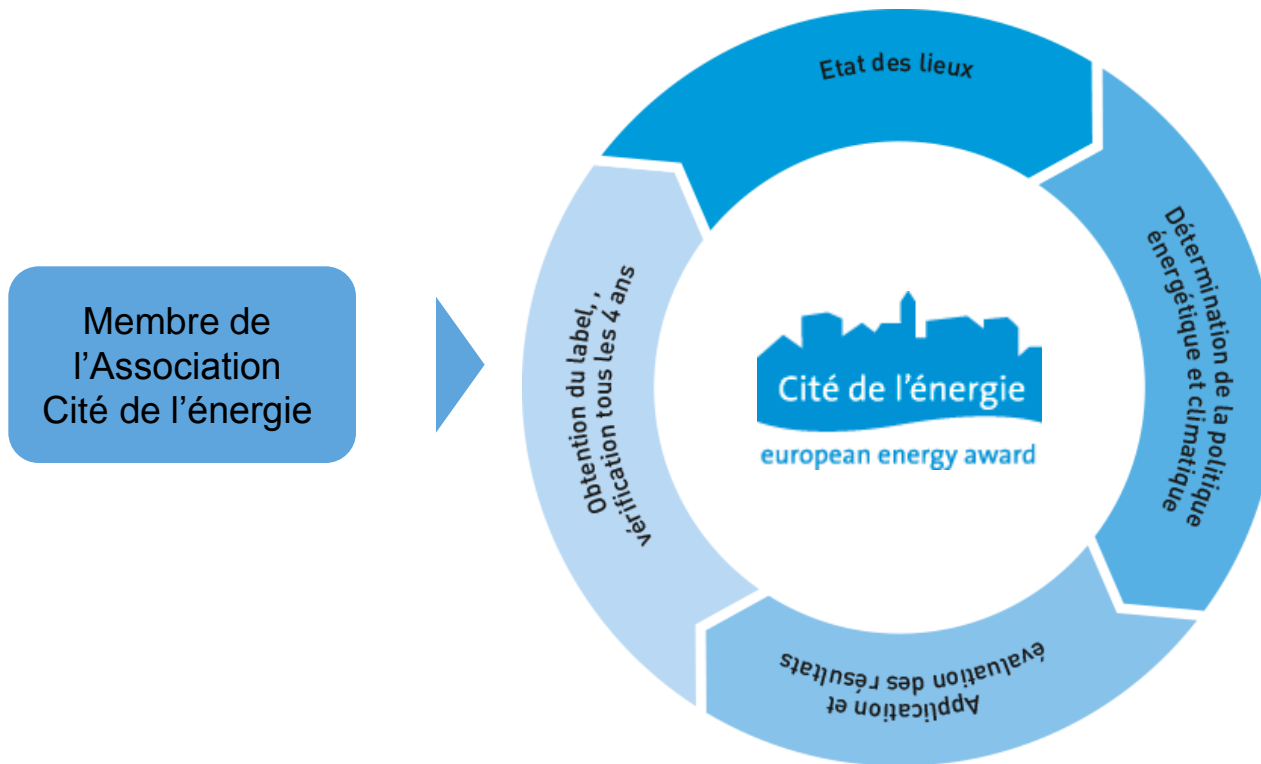 Membre de
l’Association
Cité de l’énergie
Etat des lieux
Détermination de la politique
énergétique et climatique
Application et
évaluation des résultats
Obtention du label, ,
vérification tous les 4 ans
Cité de l'énergie
european energy award